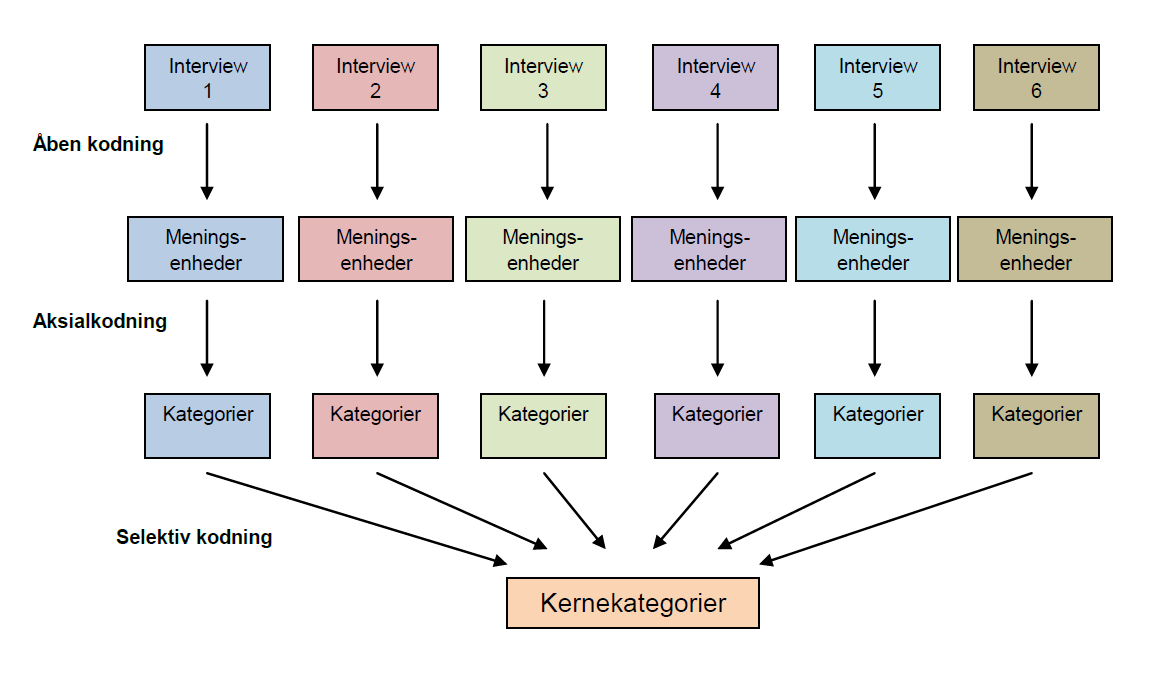 Interview
1
Interview
2
Interview
3
Interview
4
Interview
5
Interview
6
Åben kodning
Menings-
enheder
Menings-
enheder
Menings-
enheder
Menings-
enheder
Menings-
enheder
Menings-
enheder
Aksialkodning
Kategorier
Kategorier
Kategorier
Kategorier
Kategorier
Kategorier
Selektiv kodning
Kernekategorier